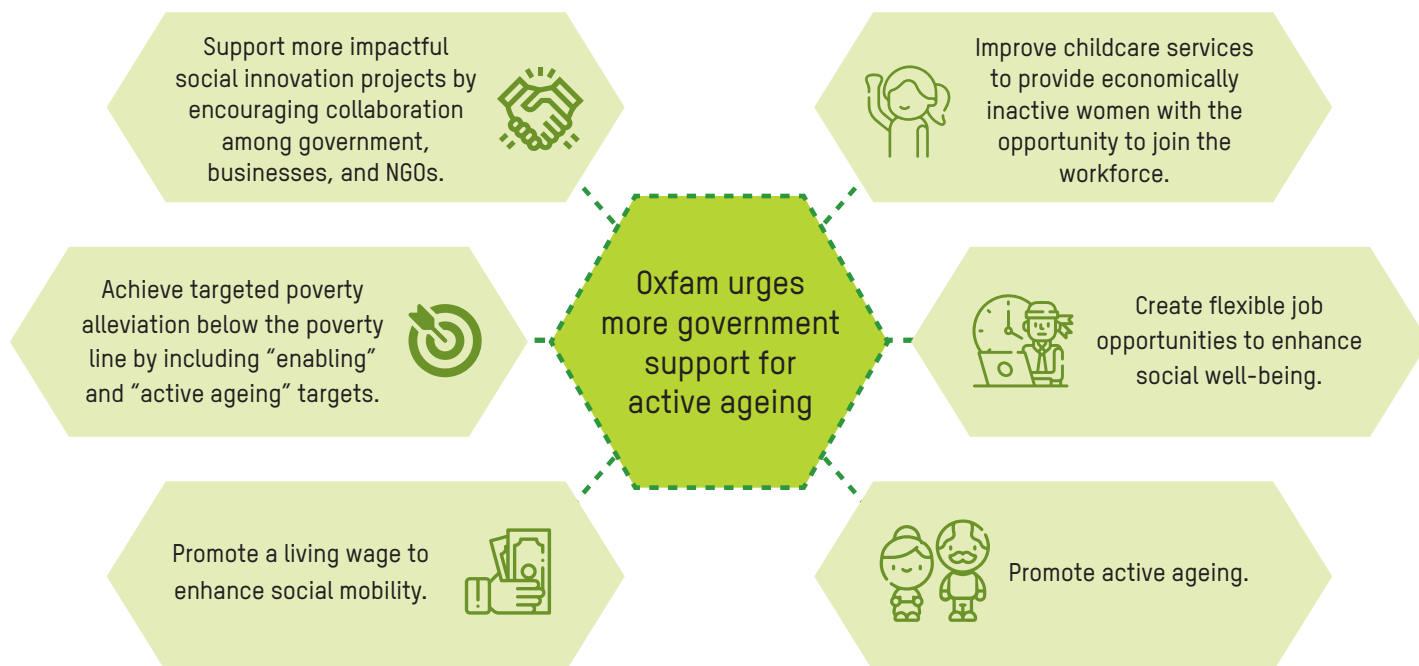 Support more impactful
social innovation projects by
encouraging collaboration
among government,
businesses, and NGOs.
Improve childcare services
to provide economically
inactive women with the
opportunity to join the
workforce.
Achieve targeted poverty
alleviation below the poverty
line by including “enabling”
and “active ageing” targets.
Oxfam urges
more government
support for
active ageing
Create flexible job
opportunities to enhance
social well-being.
Promote a living wage to
enhance social mobility.
Promote active ageing.